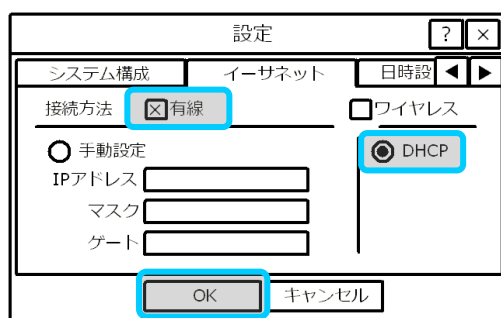 設定 ? ×
システム構成 イーサネット 日時設 ◀ ▶
接続方法 ☒有線 ☐ワイヤレス
○ 手動設定 ◉ DHCP
IPアドレス
マスク
ゲート
OK キャンセル